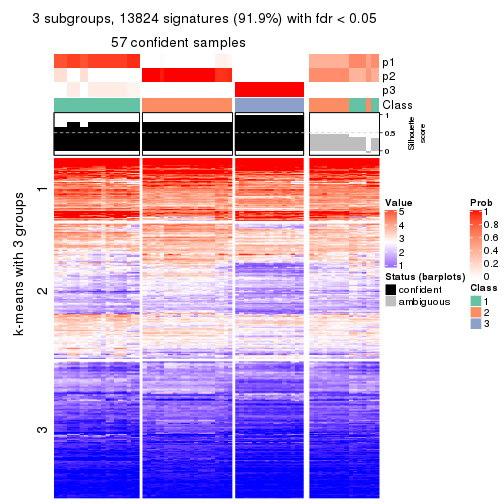 3 subgroups, 13824 signatures (91.9%) with fdr < 0.05
57 confident samples
p1
p2
p3
Class
1
0.5
0
Silhouette
score
k-means with 3 groups
1
2
3
Value
5
4
3
2
1
Status (barplots)
confident
ambiguous
Prob
1
0.8
0.6
0.4
0.2
0
Class
1
2
3